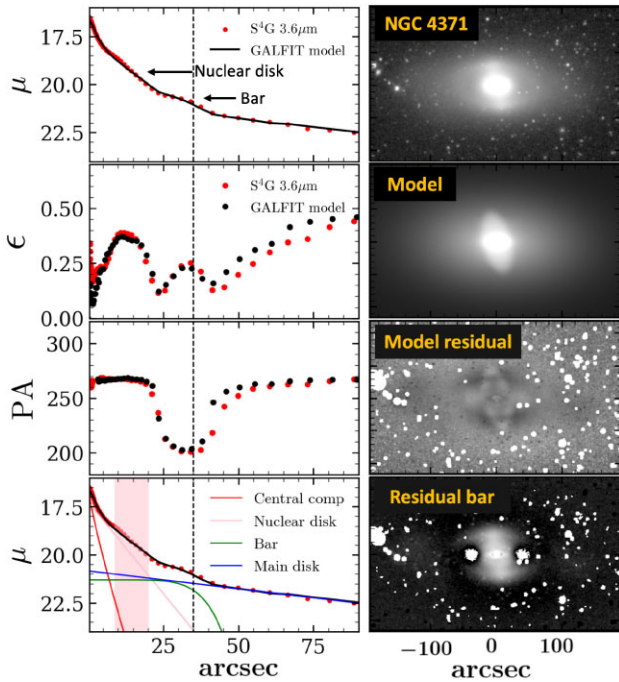 17.5
20.0
22.5
μ
S⁴G 3.6μm
GALFIT model
Nuclear disk
Bar
NGC 4371
0.50
0.25
0.00
ϵ
S⁴G 3.6μm
GALFIT model
Model
300
250
200
PA
Model residual
17.5
20.0
22.5
μ
Central comp
Nuclear disk
Bar
Main disk
Residual bar
0 25 50 75
arcsec
−100 0 100
arcsec